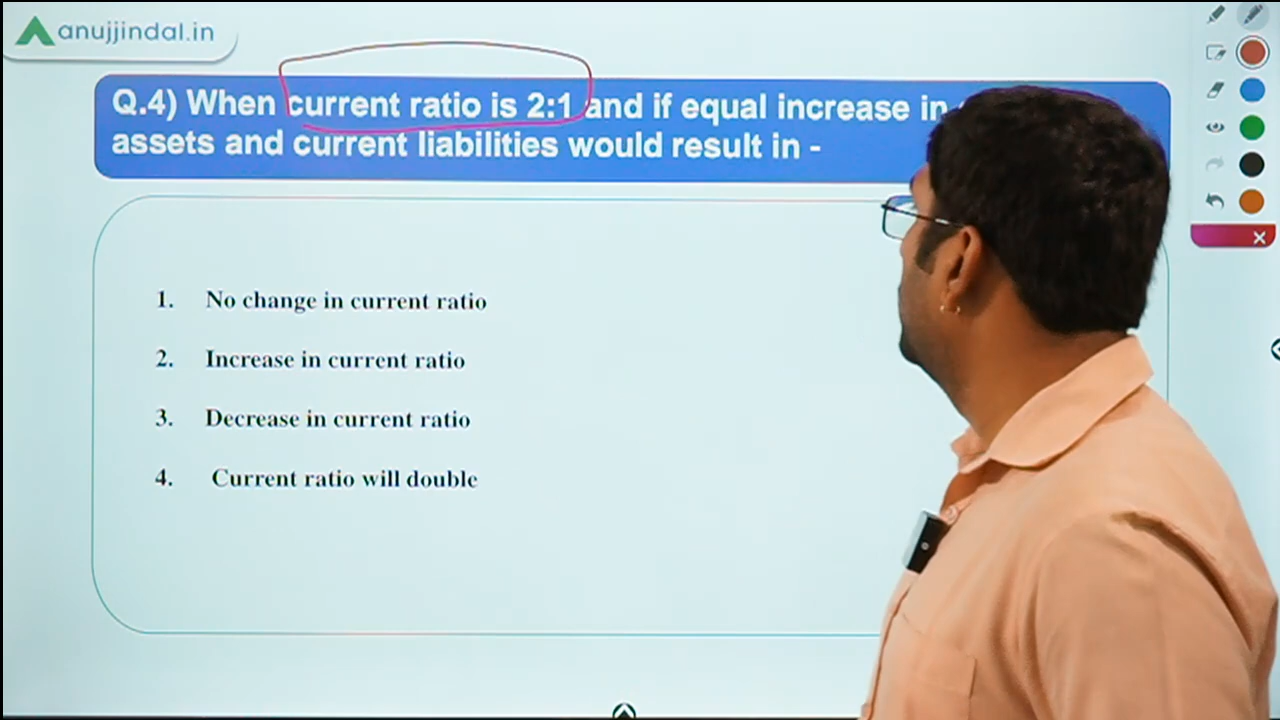 anujjindal.in
Q.4) When current ratio is 2:1 and if equal increase in
assets and current liabilities would result in -
1. No change in current ratio
2. Increase in current ratio
3. Decrease in current ratio
4. Current ratio will double